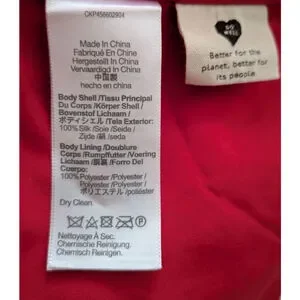 CKP456602904
Made In China
Fabriqué En Chine
Hergestellt In China
Vervaardigd In China
中国製
hecho en china
Body Shell /Tissu Principal
Du Corps /Körper Shell /
Bovenstof Lichaam /
ボディシェル /Tela Exterior:
100% Silk /Soie /Seide /
Zijde /絹 /seda
Body Lining /Doublure
Corps /Rumpffutter /Voering
Lichaam /裏 /Forro Del
Cuerpo:
100% Polyester /Polyester /
Polyester /Polyester /
ポリエステル /poliéster
Dry Clean.
Nettoyage À Sec.
Chemische Reinigung.
Chemisch Reinigen.
DO
WELL
Better for the
planet, better for
its people.